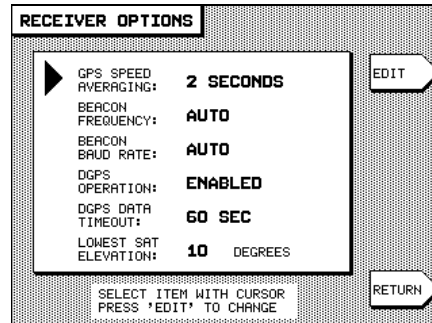 RECEIVER OPTIONS
GPS SPEED
AVERAGING: 2 SECONDS
EDIT
BEACON
FREQUENCY: AUTO
BEACON
BAUD RATE: AUTO
DGPS
OPERATION: ENABLED
DGPS DATA
TIMEOUT: 60 SEC
LOWEST SAT
ELEVATION: 10 DEGREES
SELECT ITEM WITH CURSOR
PRESS 'EDIT' TO CHANGE
RETURN